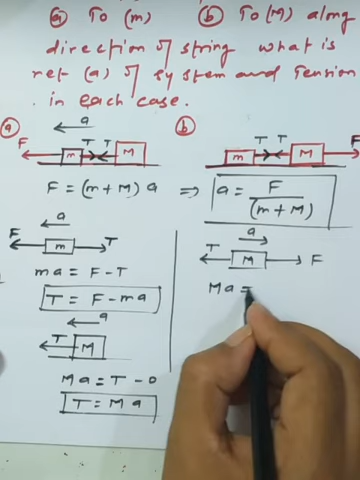 ⓐ To (m) ⓑ To (M) along
direction of string what is
net (a) of system and Tension
in each case.
ⓐ a
F m T T M
ⓑ
m T T M F
F = (m+M) a ⇒ a = F / (m+M)
a
F m T
ma = F - T
T = F - ma
a
T M
Ma = T - 0
T = Ma
a
T M F
Ma =